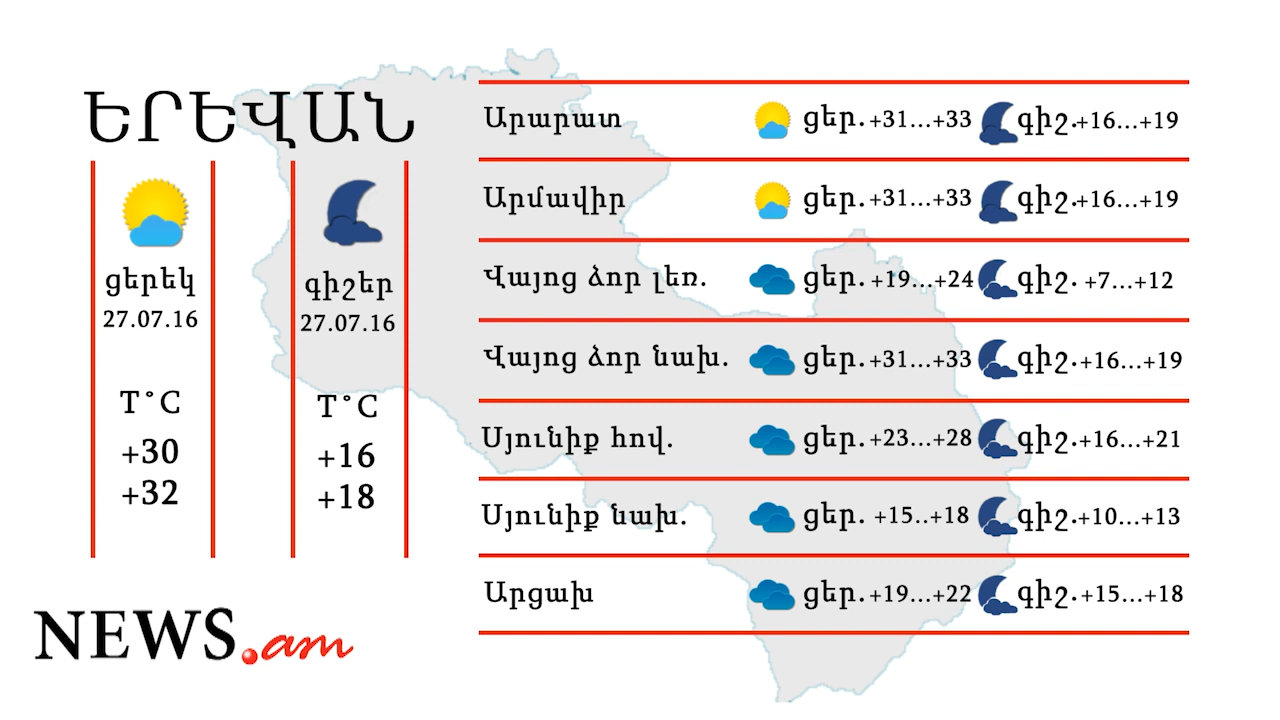 ԵՐԵՎԱՆ
ցերեկ
27.07.16
T°C
+30
+32
գիշեր
27.07.16
T°C
+16
+18
Արարատ ցեր.+31...+33 գիշ.+16...+19
Արմավիր ցեր.+31...+33 գիշ.+16...+19
Վայոց ձոր լեռ. ցեր. +19...+24 գիշ. +7...+12
Վայոց ձոր նախ. ցեր.+31...+33 գիշ.+16...+19
Սյունիք հով. ցեր.+23...+28 գիշ.+16...+21
Սյունիք նախ. ցեր. +15..+18 գիշ.+10...+13
Արցախ ցեր.+19...+22 գիշ.+15...+18
NEWS.am